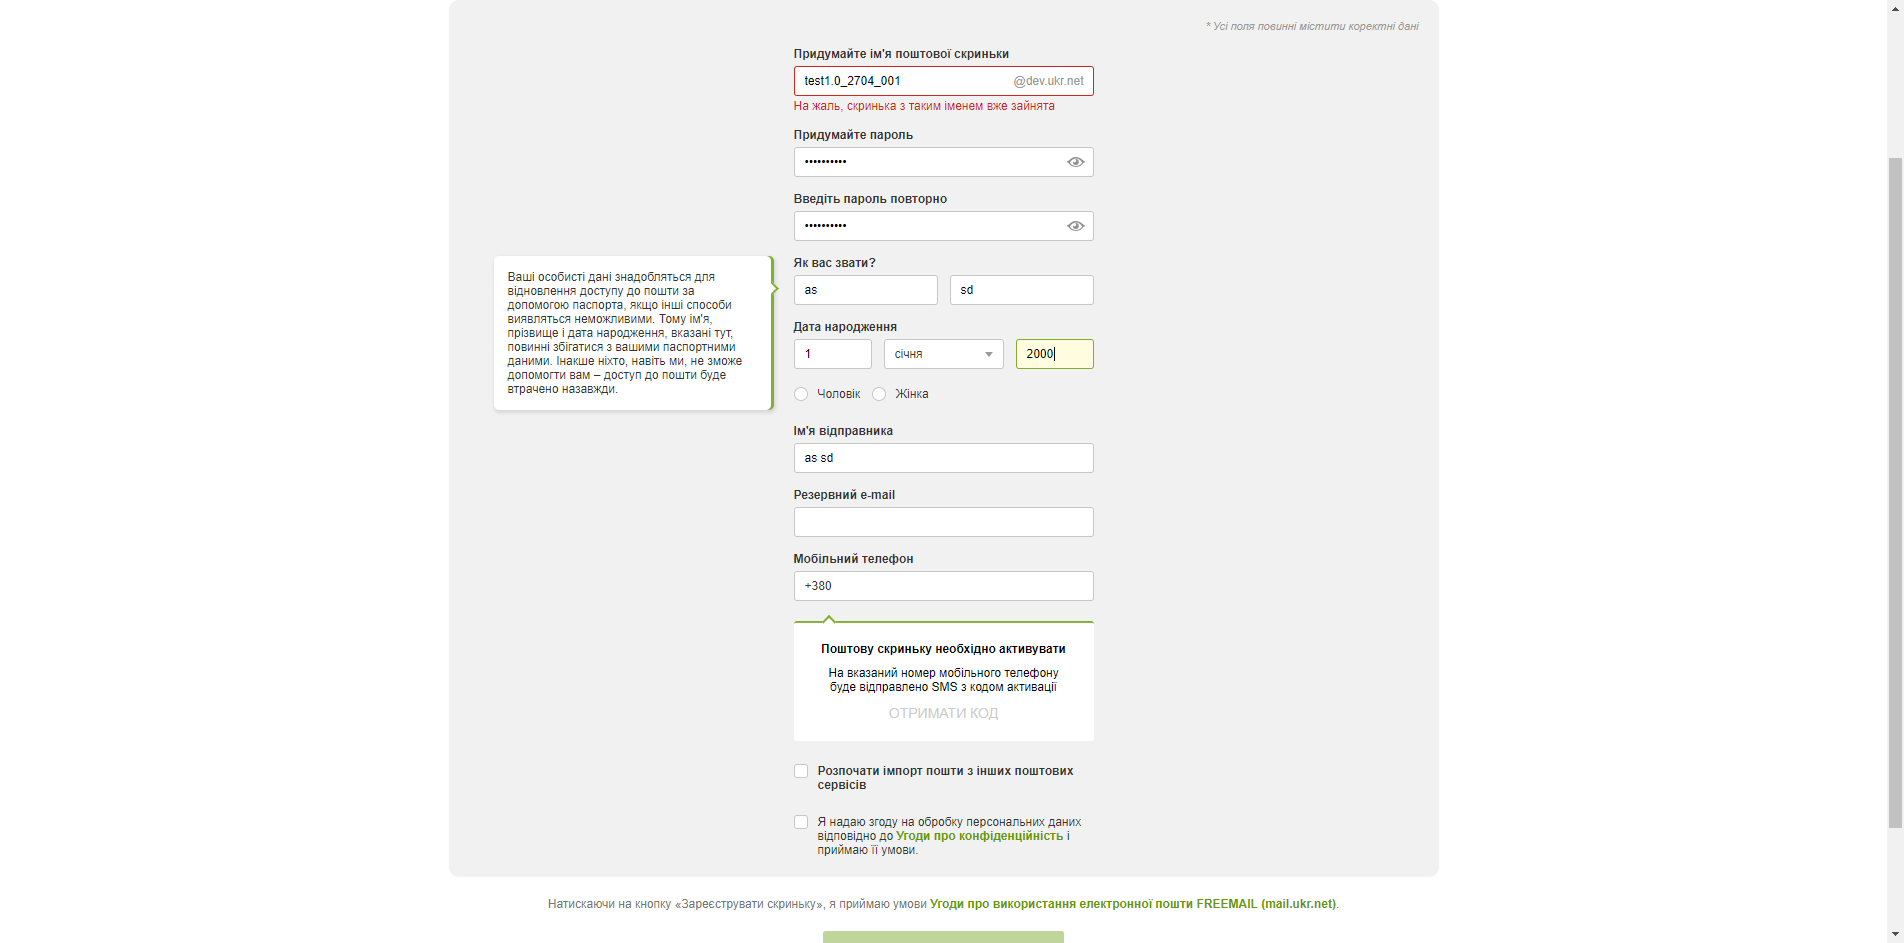 * Усі поля повинні містити коректні дані
Придумайте ім'я поштової скриньки
test1.0_2704_001 @dev.ukr.net
На жаль, скринька з таким іменем вже зайнята
Придумайте пароль
••••••••••
Введіть пароль повторно
••••••••••
Ваші особисті дані знадобляться для
відновлення доступу до пошти за
допомогою паспорта, якщо інші способи
виявляться неможливими. Тому ім'я,
прізвище і дата народження, вказані тут,
повинні збігатися з вашими паспортними
даними. Інакше ніхто, навіть ми, не зможе
допомогти вам – доступ до пошти буде
втрачено назавжди.
Як вас звати?
as sd
Дата народження
1 січня 2000
Чоловік Жінка
Ім'я відправника
as sd
Резервний e-mail
Мобільний телефон
+380
Поштову скриньку необхідно активувати
На вказаний номер мобільного телефону
буде відправлено SMS з кодом активації
ОТРИМАТИ КОД
Розпочати імпорт пошти з інших поштових
сервісів
Я надаю згоду на обробку персональних даних
відповідно до Угоди про конфіденційність і
приймаю її умови.
Натискаючи на кнопку «Зареєструвати скриньку», я приймаю умови Угоди про використання електронної пошти FREEMAIL (mail.ukr.net).